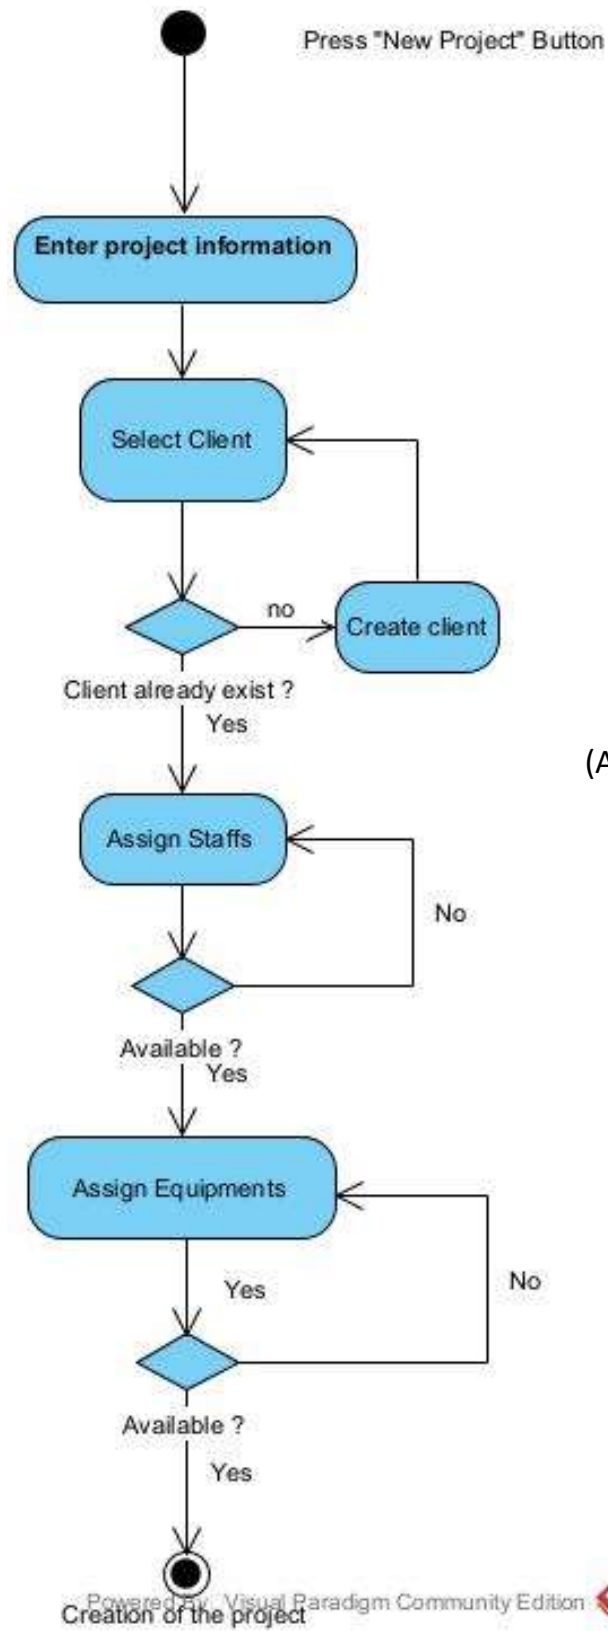 Press "New Project" Button
Enter project information
Select Client
no
Create client
Client already exist ?
Yes
(A
Assign Staffs
No
Available ?
Yes
Assign Equipments
Yes
No
Available ?
Yes
Powered By Visual Paradigm Community Edition
Creation of the project